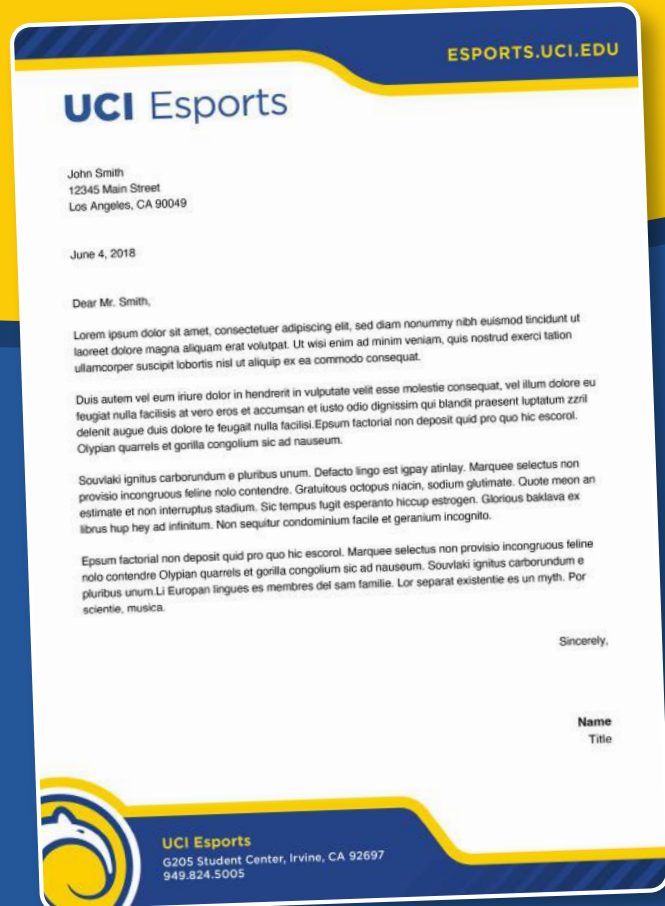 ESPORTS.UCI.EDU
UCI Esports
John Smith
12345 Main Street
Los Angeles, CA 90049
June 4, 2018
Dear Mr. Smith,
Lorem ipsum dolor sit amet, consectetuer adipiscing elit, sed diam nonummy nibh euismod tincidunt ut
laoreet dolore magna aliquam erat volutpat. Ut wisi enim ad minim veniam, quis nostrud exerci tation
ullamcorper suscipit lobortis nisl ut aliquip ex ea commodo consequat.
Duis autem vel eum iriure dolor in hendrerit in vulputate velit esse molestie consequat, vel illum dolore eu
feugiat nulla facilisis at vero eros et accumsan et iusto odio dignissim qui blandit praesent luptatum zzril
delenit augue duis dolore te feugait nulla facilisi.Epsum factorial non deposit quid pro quo hic escorol.
Olypian quarrels et gorilla congolium sic ad nauseum.
Souvlaki ignitus carborundum e pluribus unum. Defacto lingo est igpay atinlay. Marquee selectus non
provisio incongruous feline nolo contendre. Gratuitous octopus niacin, sodium glutimate. Quote meon an
estimate et non interruptus stadium. Sic tempus fugit esperanto hiccup estrogen. Glorious baklava ex
librus hup hey ad infinitum. Non sequitur condominium facile et geranium incognito.
Epsum factorial non deposit quid pro quo hic escorol. Marquee selectus non provisio incongruous feline
nolo contendre Olypian quarrels et gorilla congolium sic ad nauseum. Souvlaki ignitus carborundum e
pluribus unum.Li Europan lingues es membres del sam familie. Lor separat existentie es un myth. Por
scientie, musica.
Sincerely,
Name
Title
UCI Esports
G205 Student Center, Irvine, CA 92697
949.824.5005